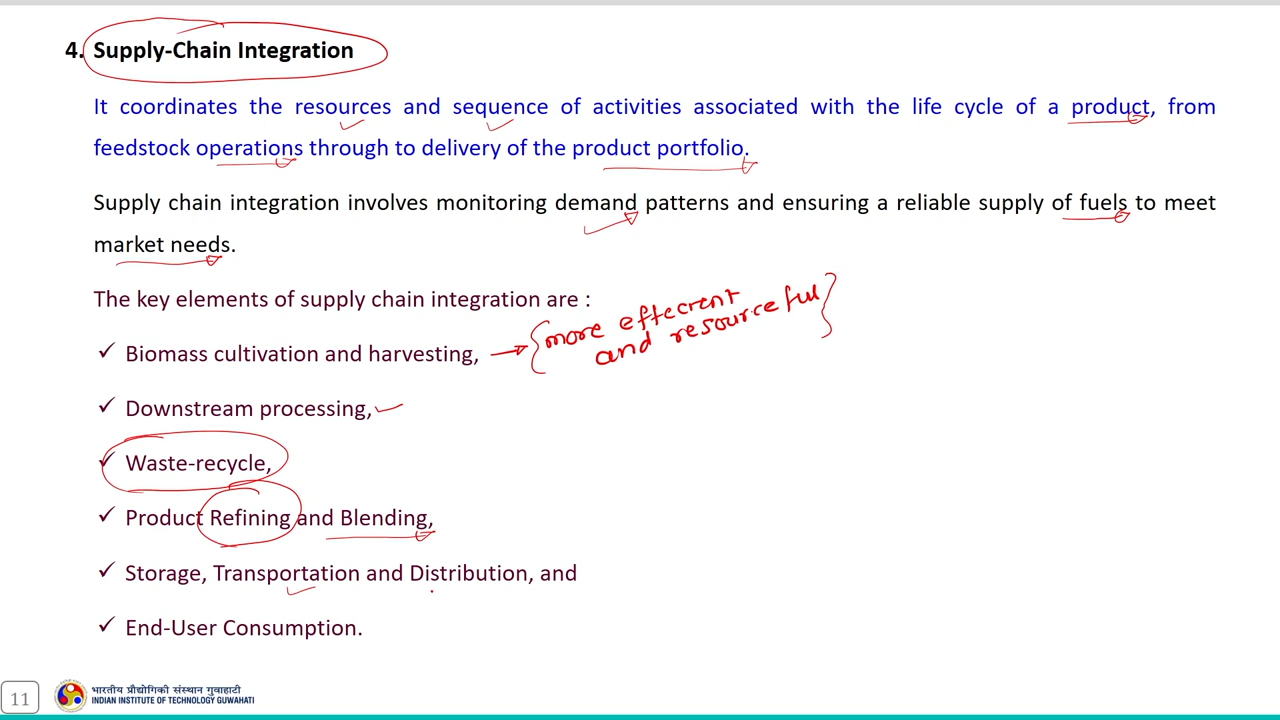 4. Supply-Chain Integration
It coordinates the resources and sequence of activities associated with the life cycle of a product, from
feedstock operations through to delivery of the product portfolio.
Supply chain integration involves monitoring demand patterns and ensuring a reliable supply of fuels to meet
market needs.
The key elements of supply chain integration are :
✓ Biomass cultivation and harvesting, → { more effecient
and resourceful }
✓ Downstream processing,
✓ Waste-recycle,
✓ Product Refining and Blending,
✓ Storage, Transportation and Distribution, and
✓ End-User Consumption.
11
भारतीय प्रौद्योगिकी संस्थान गुवाहाटी
INDIAN INSTITUTE OF TECHNOLOGY GUWAHATI